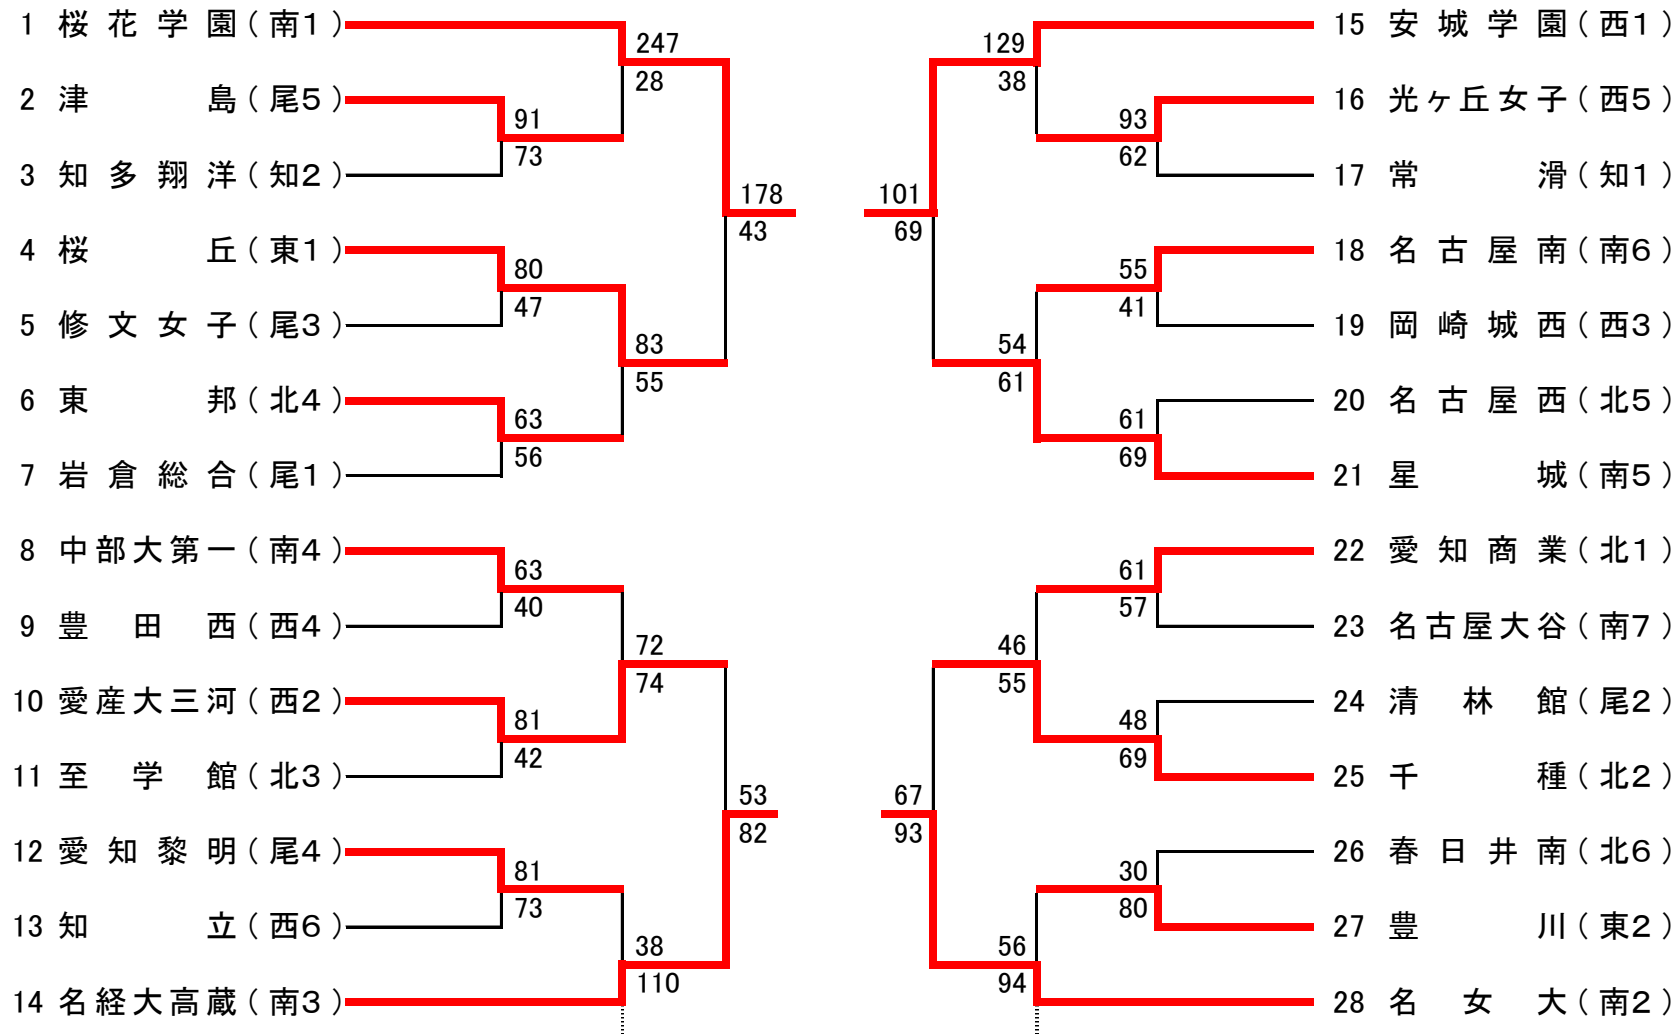 1 桜花学園(南1)
2 津島(尾5)
3 知多翔洋(知2)
4 桜丘(東1)
5 修文女子(尾3)
6 東邦(北4)
7 岩倉総合(尾1)
8 中部大第一(南4)
9 豊田西(西4)
10 愛産大三河(西2)
11 至学館(北3)
12 愛知黎明(尾4)
13 知立(西6)
14 名経大高蔵(南3)
91
73
80
47
63
56
63
40
81
42
81
73
247
28
83
55
72
74
38
110
178
43
53
82
101
69
67
93
129
38
54
61
46
55
56
94
93
62
55
41
61
69
61
57
48
69
30
80
15 安城学園(西1)
16 光ヶ丘女子(西5)
17 常滑(知1)
18 名古屋南(南6)
19 岡崎城西(西3)
20 名古屋西(北5)
21 星城(南5)
22 愛知商業(北1)
23 名古屋大谷(南7)
24 清林館(尾2)
25 千種(北2)
26 春日井南(北6)
27 豊川(東2)
28 名女大(南2)